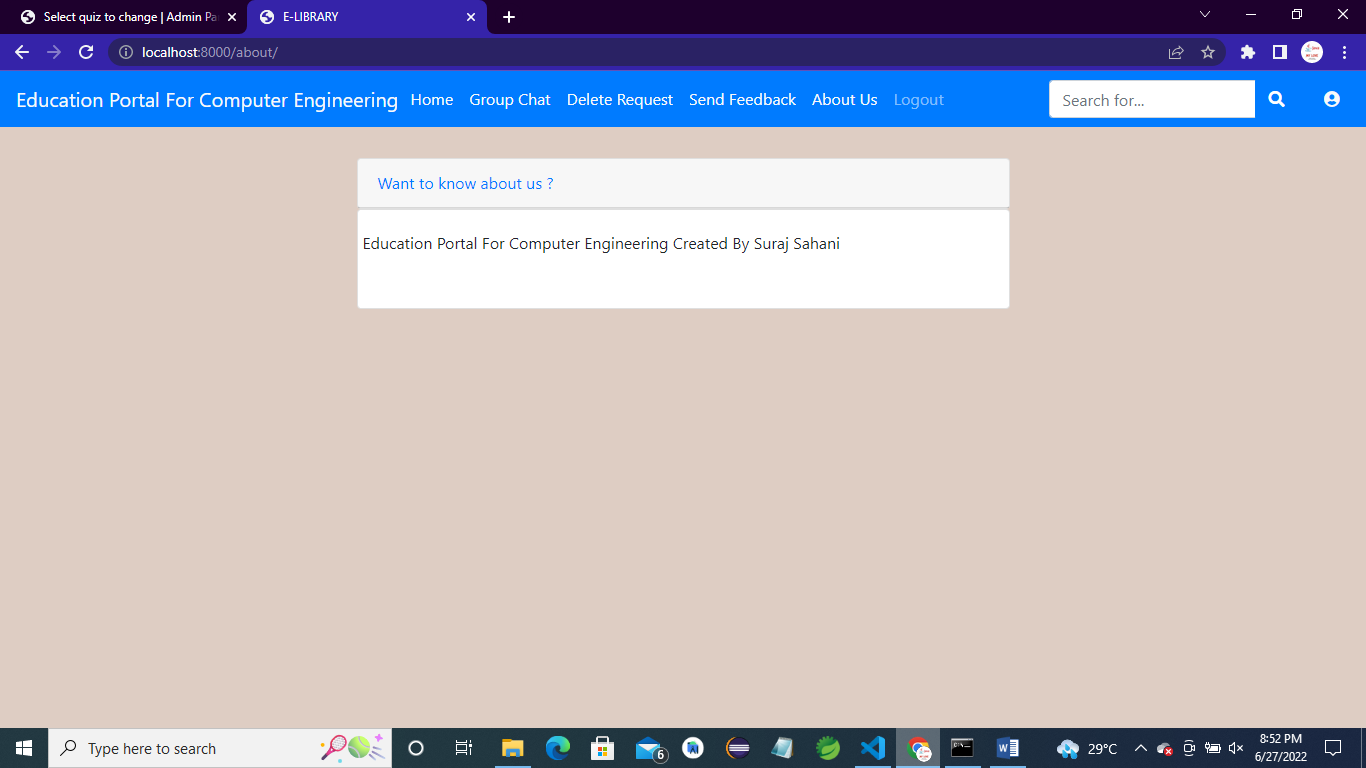 Select quiz to change | Admin Pa
E-LIBRARY
localhost:8000/about/
Education Portal For Computer Engineering Home Group Chat Delete Request Send Feedback About Us Logout Search for...
Want to know about us ?
Education Portal For Computer Engineering Created By Suraj Sahani
Type here to search
6
29°C
8:52 PM
6/27/2022